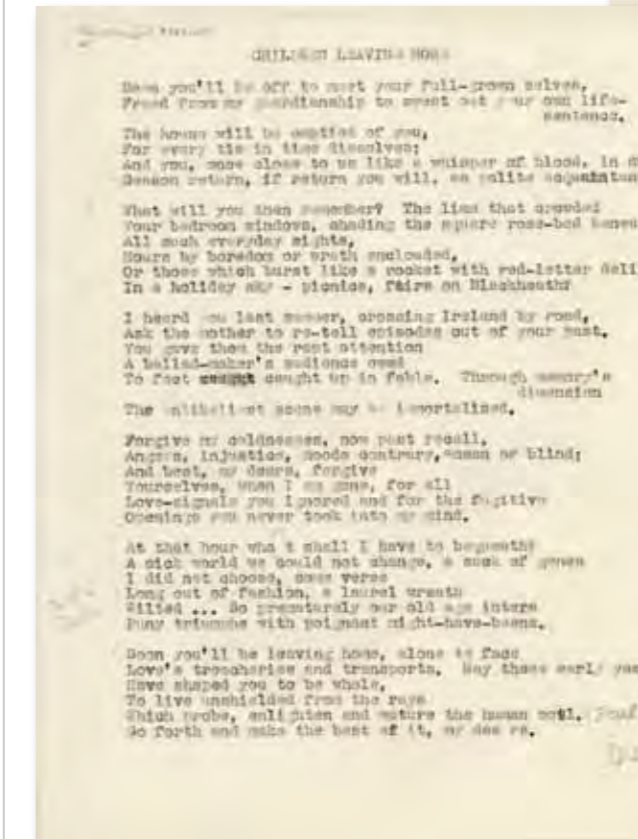 CHILDREN LEAVING HOME
Soon you'll be off to meet your full-grown selves,
Freed from my guardianship to sweat out your own life-
sentence.
The house will be emptied of you,
For every tie in time dissolves;
And you, once close to us like a whisper of blood, in d
Season return, if return you will, as polite acquaintan
What will you then remember? The lime that crowded
Your bedroom windows, shading the square rose-bed benea
All such everyday sights,
Hours by boredom or wrath enclouded,
Or those which burst like a rocket with red-letter deli
In a holiday sky - picnics, fairs on Blackheath?
I heard you last summer, crossing Ireland by road,
Ask the mother to re-tell episodes out of your past.
You gave them the rapt attention
A ballad-maker's audience owed
To fact caught up in fable. Through memory's
dimension
The unlikeliest scene may be immortalised.
Forgive my coldnesses, now past recall,
Angers, injustice, moods contrary, mean or blind;
And best, my dears, forgive
Yourselves, when I am gone, for all
Love-signals you ignored and for the fugitive
Openings you never took into my mind.
At that hour wha t shall I have to bequeath?
A sick world we could not change, a sack of genes
I did not choose, some verse
Long out of fashion, a laurel wreath
Wilted ... So prematurely our old age inters
Puny triumphs with poignant might-have-beens.
Soon you'll be leaving home, alone to face
Love's treacheries and transports. May these early yea
Have shaped you to be whole,
To live unshielded from the rays
Which probe, enlighten and mature the human soul.
Go forth and make the best of it, my dea rs.